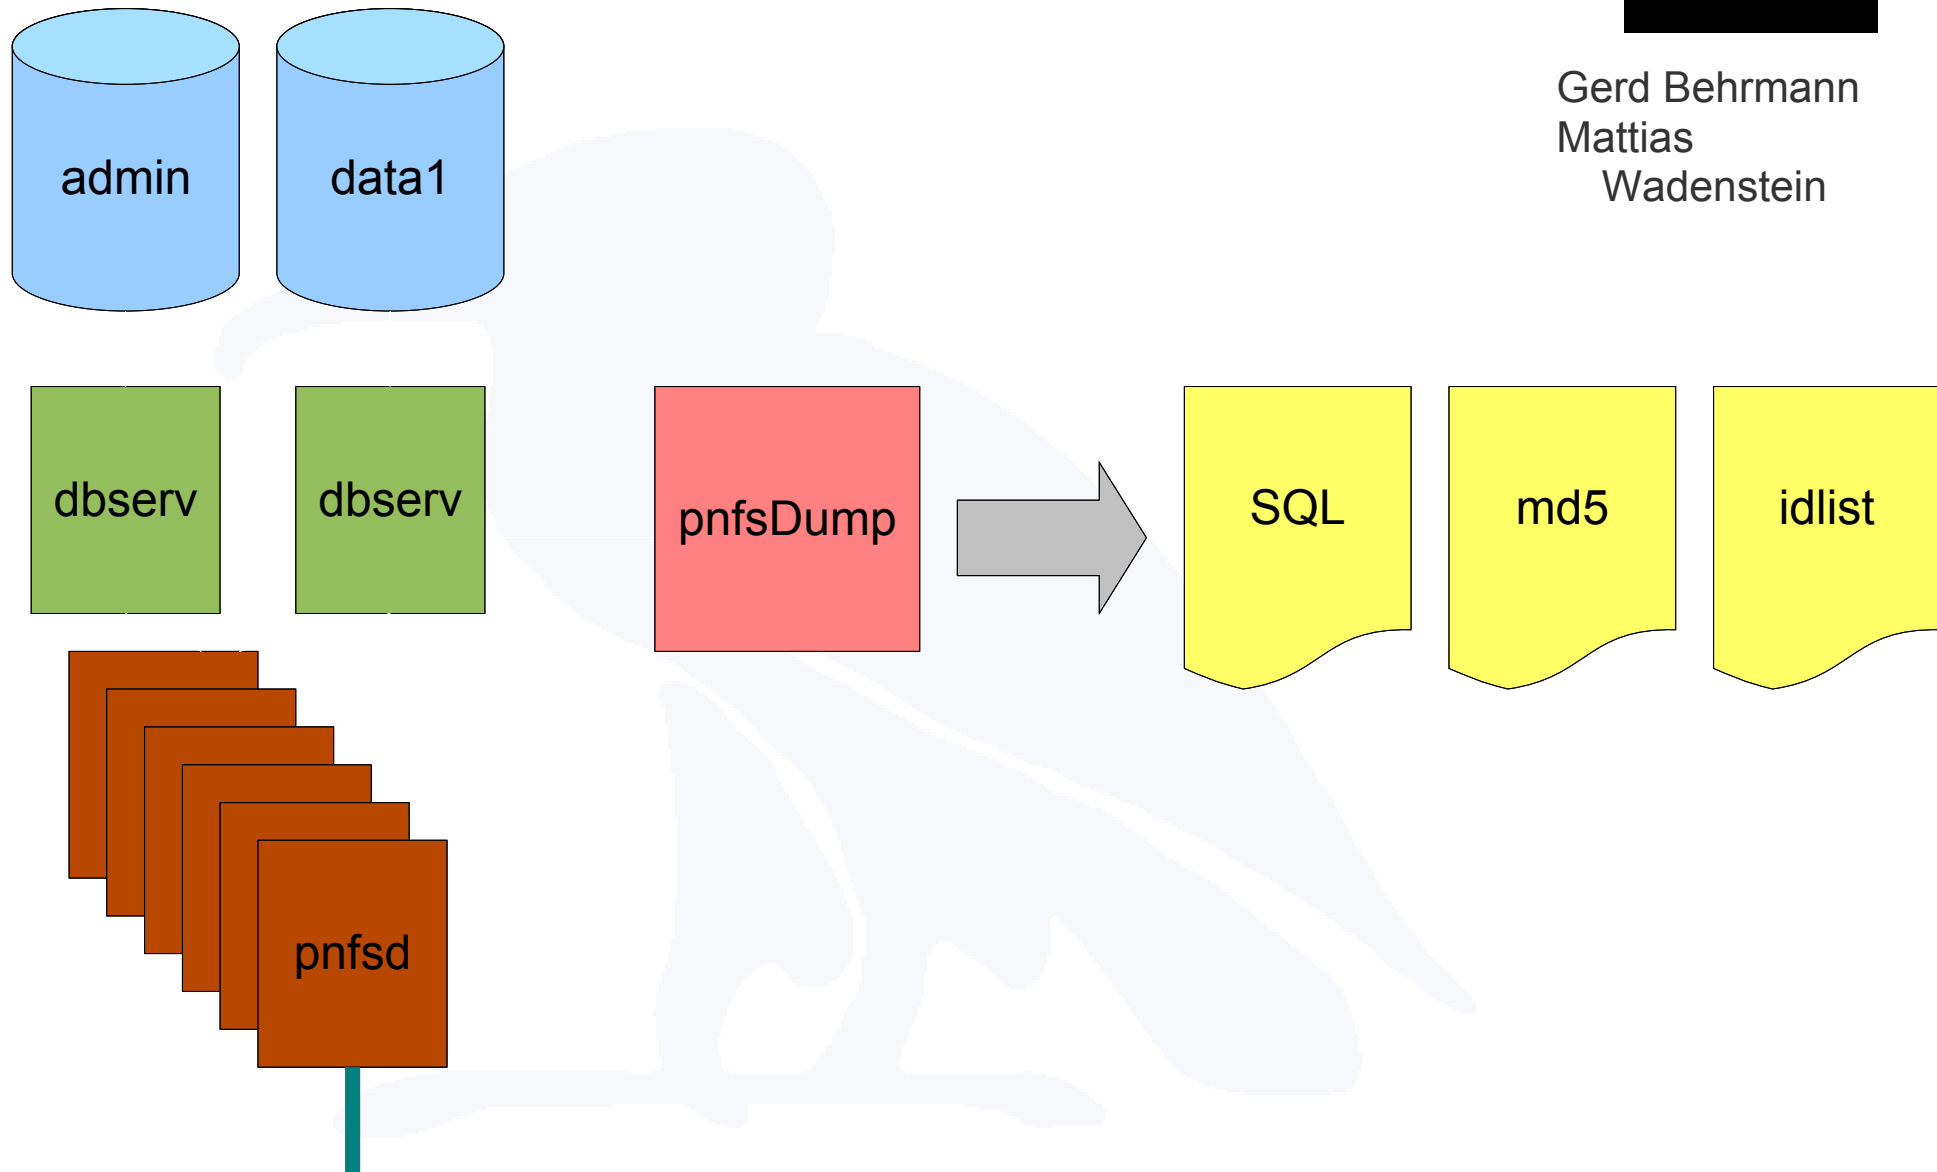 Gerd Behrmann
Mattias
Wadenstein
admin
data1
dbserv
dbserv
pnfsDump
SQL
md5
idlist
pnfsd